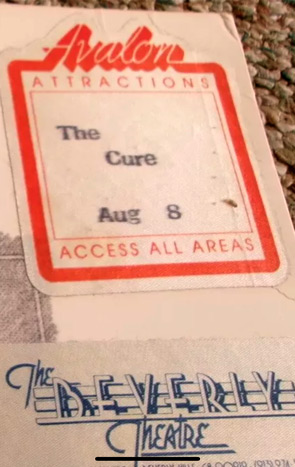 Avalon
ATTRACTIONS
The
Cure
Aug 8
ACCESS ALL AREAS
The
BEVERLY
THEATRE